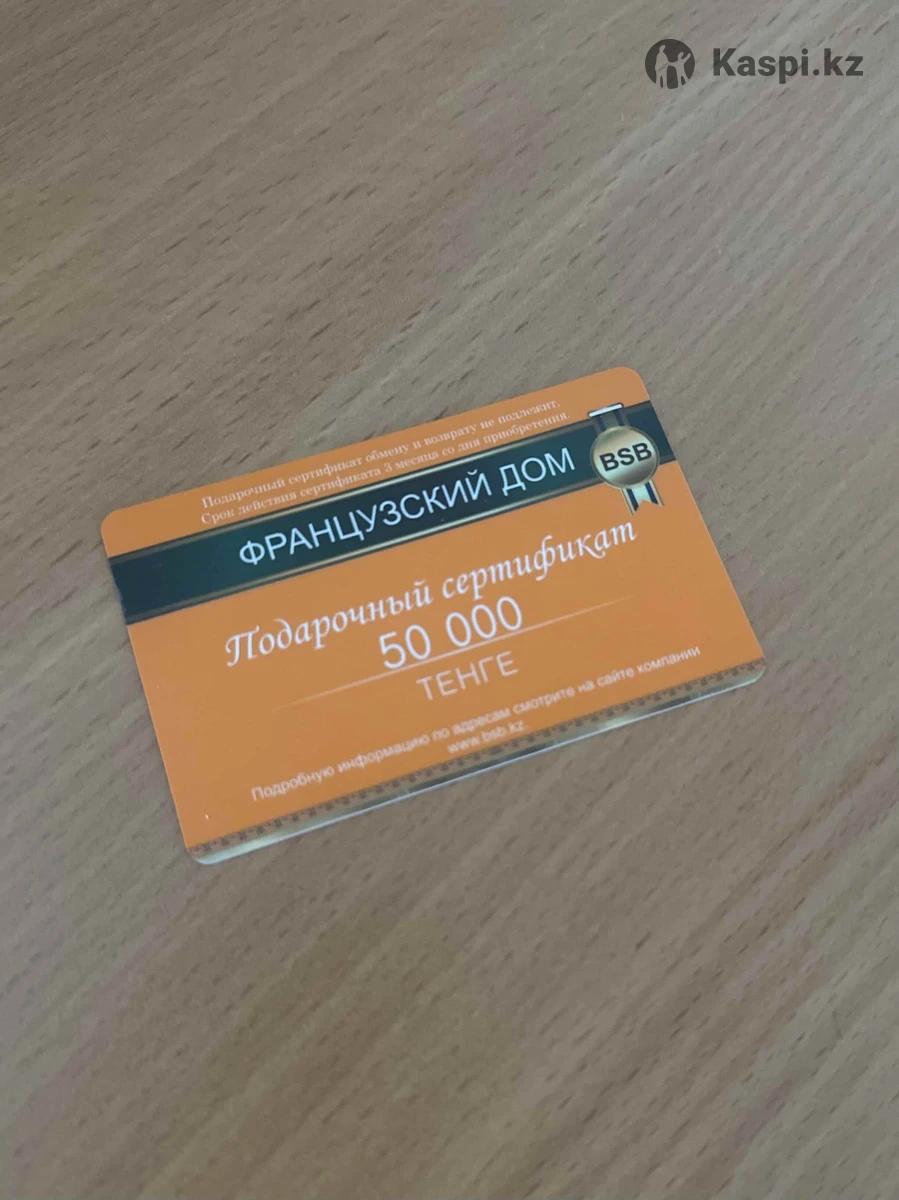 Kaspi.kz
Подарочный сертификат обмену и возврату не подлежит.
Срок действия сертификата 3 месяца со дня приобретения.
ФРАНЦУЗСКИЙ ДОМ
BSB
Подарочный сертификат
50 000
ТЕНГЕ
Подробную информацию по адресам смотрите на сайте компании
www.bsb.kz